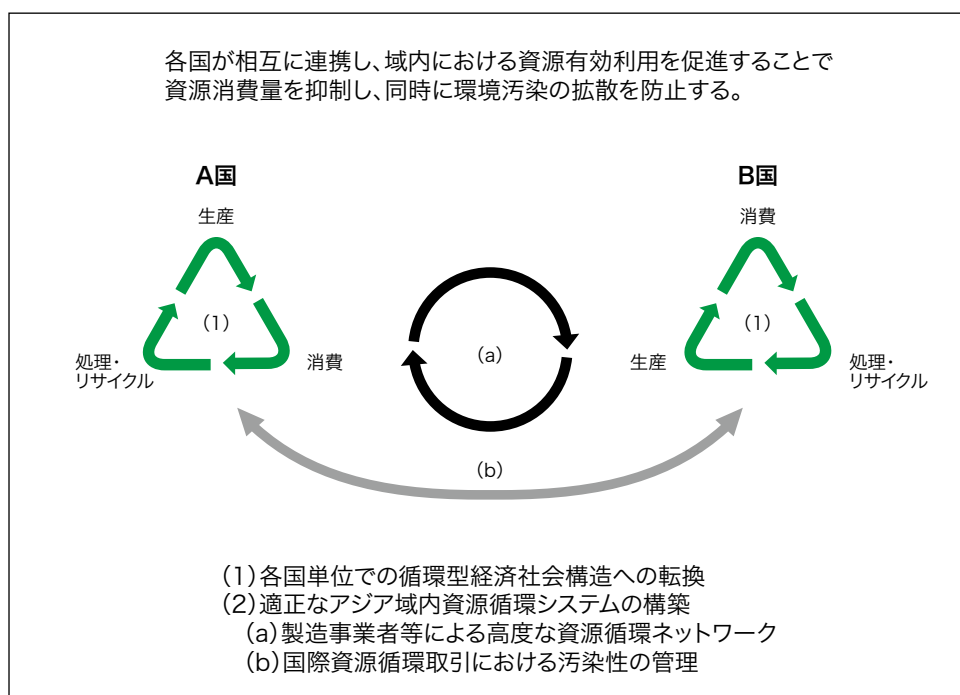 各国が相互に連携し、域内における資源有効利用を促進することで
資源消費量を抑制し、同時に環境汚染の拡散を防止する。
A国
生産
(1)
処理・
リサイクル
消費
(a)
(b)
B国
消費
(1)
生産
処理・
リサイクル
(1)各国単位での循環型経済社会構造への転換
(2)適正なアジア域内資源循環システムの構築
(a)製造事業者等による高度な資源循環ネットワーク
(b)国際資源循環取引における汚染性の管理